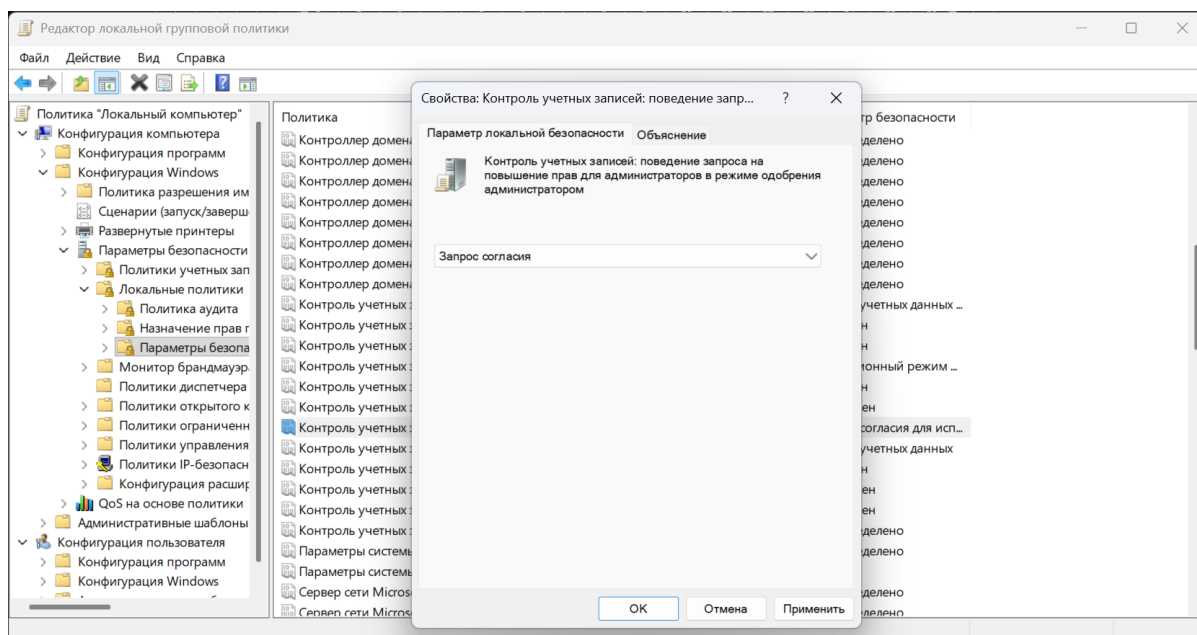 Редактор локальной групповой политики
Файл Действие Вид Справка
Политика "Локальный компьютер"
Конфигурация компьютера
Конфигурация программ
Конфигурация Windows
Политика разрешения им
Сценарии (запуск/заверш
Развернутые принтеры
Параметры безопасности
Политики учетных зап
Локальные политики
Политика аудита
Назначение прав г
Параметры безопа
Монитор брандмауэр
Политики диспетчера
Политики открытого к
Политики ограниченн
Политики управления
Политики IP-безопасн
Конфигурация расшир
QoS на основе политики
Административные шаблоны
Конфигурация пользователя
Конфигурация программ
Конфигурация Windows
Политика
Контроллер домена
Контроллер домена
Контроллер домена
Контроллер домена
Контроллер домена
Контроллер домена
Контроллер домена
Контроллер домена
Контроль учетных з
Контроль учетных з
Контроль учетных з
Контроль учетных з
Контроль учетных з
Контроль учетных з
Контроль учетных з
Контроль учетных з
Контроль учетных з
Контроль учетных з
Контроль учетных з
Контроль учетных з
Параметры системы
Параметры системы
Сервер сети Micros
Сервер сети Micros
Свойства: Контроль учетных записей: поведение запр... ?
Параметр локальной безопасности Объяснение
Контроль учетных записей: поведение запроса на
повышение прав для администраторов в режиме одобрения
администратором
Запрос согласия
OK Отмена Применить
тр безопасности
делено
делено
делено
делено
делено
делено
делено
делено
учетных данных ...
н
н
ионный режим ...
н
ен
согласия для исп...
учетных данных
н
ен
ен
делено
делено
делено
делено